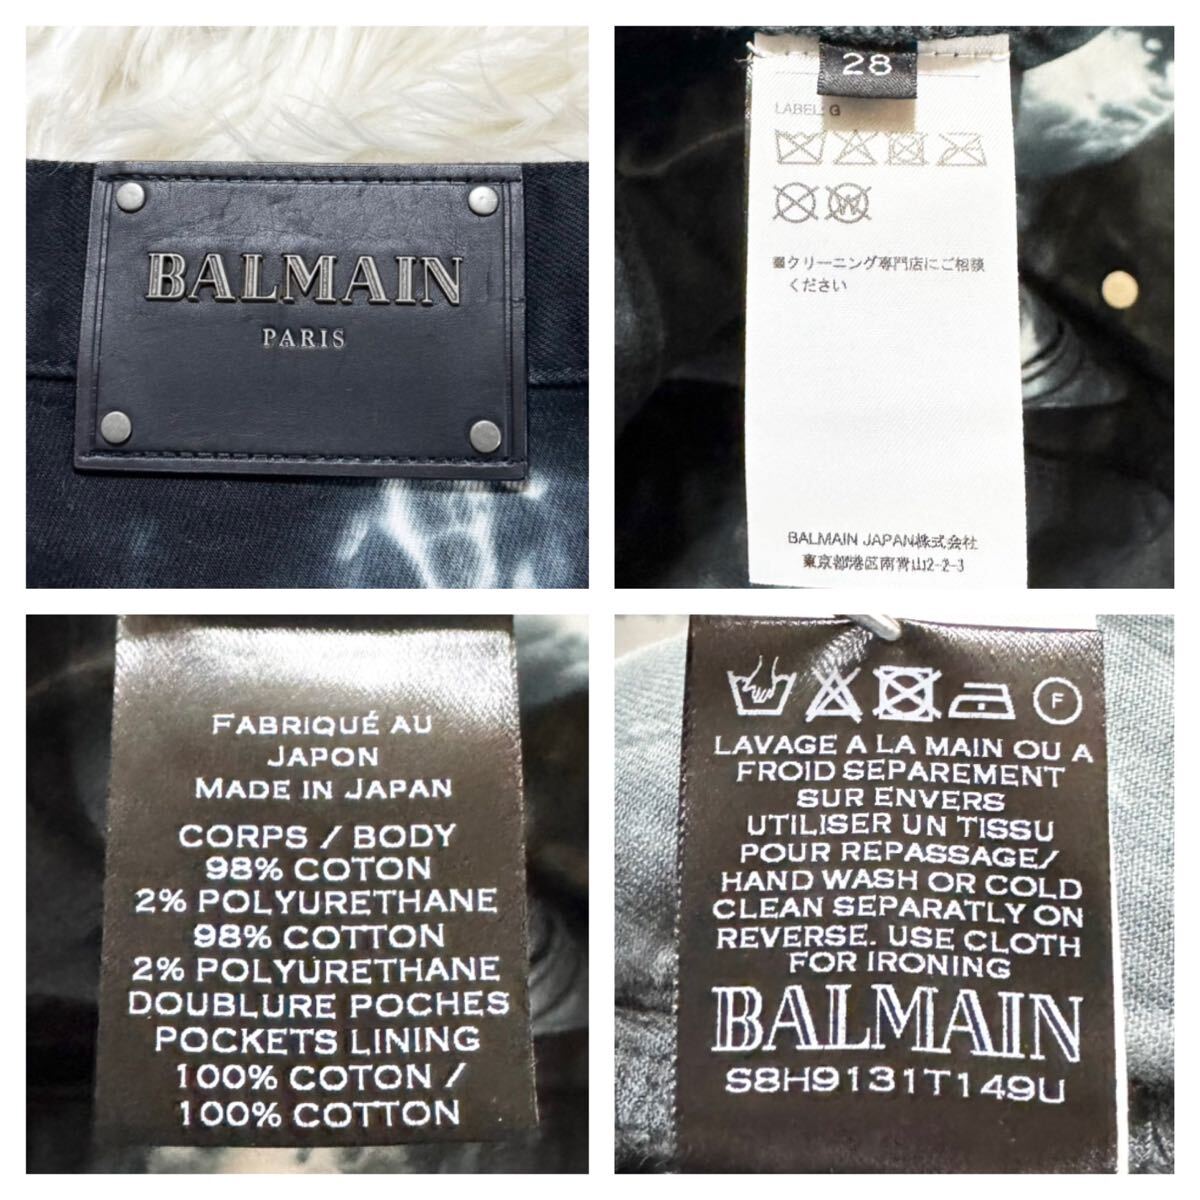 BALMAIN
PARIS
28
LABEL: G
W
※クリーニング専門店にご相談
ください
BALMAIN JAPAN株式会社
東京都港区南青山2-2-3
FABRIQUÉ AU
JAPON
MADE IN JAPAN
CORPS / BODY
98% COTON
2% POLYURETHANE
98% COTTON
2% POLYURETHANE
DOUBLURE POCHES
POCKETS LINING
100% COTON /
100% COTTON
F
LAVAGE A LA MAIN OU A
FROID SEPAREMENT
SUR ENVERS
UTILISER UN TISSU
POUR REPASSAGE/
HAND WASH OR COLD
CLEAN SEPARATLY ON
REVERSE. USE CLOTH
FOR IRONING
BALMAIN
S8H9131T149U